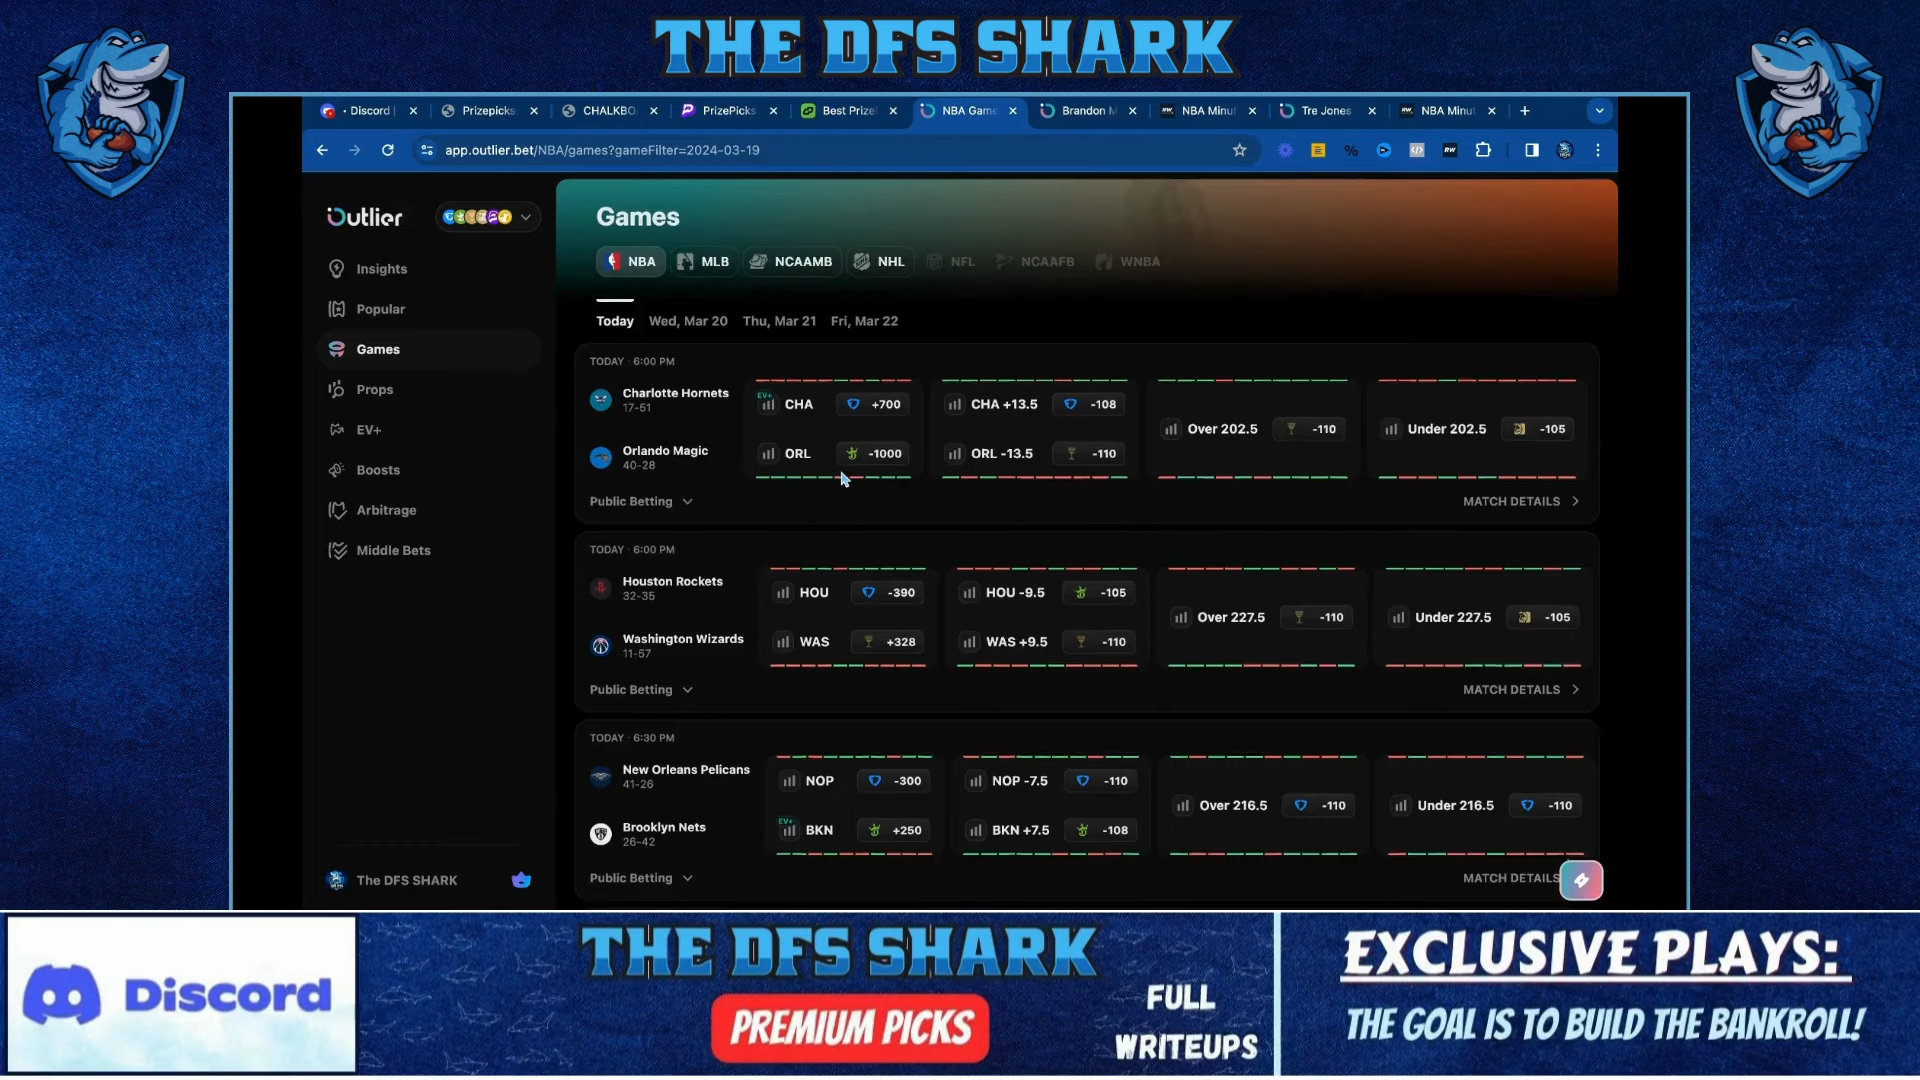 THE DFS SHARK
Discord
Prizepicks
CHALKBO
PrizePicks
Best Prize
NBA Game
Brandon M
NBA Minut
Tre Jones
NBA Minut
app.outlier.bet/NBA/games?gameFilter=2024-03-19
Outlier
Insights
Popular
Games
Props
EV+
Boosts
Arbitrage
Middle Bets
The DFS SHARK
Games
NBA MLB NCAAMB NHL NFL NCAAFB WNBA
Today Wed, Mar 20 Thu, Mar 21 Fri, Mar 22
TODAY · 6:00 PM
Charlotte Hornets
17-51
EV+ CHA +700
CHA +13.5 -108
Orlando Magic
40-28
ORL -1000
ORL -13.5 -110
Over 202.5 -110
Under 202.5 -105
Public Betting
MATCH DETAILS
TODAY · 6:00 PM
Houston Rockets
32-35
HOU -390
HOU -9.5 -105
Washington Wizards
11-57
WAS +328
WAS +9.5 -110
Over 227.5 -110
Under 227.5 -105
Public Betting
MATCH DETAILS
TODAY · 6:30 PM
New Orleans Pelicans
41-26
NOP -300
NOP -7.5 -110
Brooklyn Nets
26-42
EV+ BKN +250
BKN +7.5 -108
Over 216.5 -110
Under 216.5 -110
Public Betting
MATCH DETAILS
Discord
THE DFS SHARK
PREMIUM PICKS
FULL
WRITEUPS
EXCLUSIVE PLAYS:
THE GOAL IS TO BUILD THE BANKROLL!